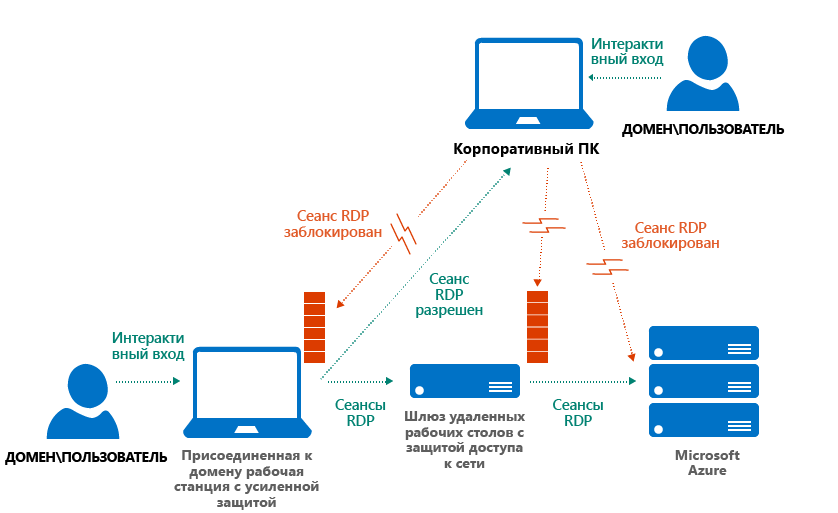 Интеракти
вный вход
ДОМЕН\ПОЛЬЗОВАТЕЛЬ
Корпоративный ПК
Сеанс RDP
заблокирован
Сеанс RDP
заблокирован
Сеанс
RDP
разрешен
Интеракти
вный вход
Сеансы
RDP
Сеансы
RDP
ДОМЕН\ПОЛЬЗОВАТЕЛЬ
Присоединенная к
домену рабочая
станция с усиленной
защитой
Шлюз удаленных
рабочих столов с
защитой доступа
к сети
Microsoft
Azure